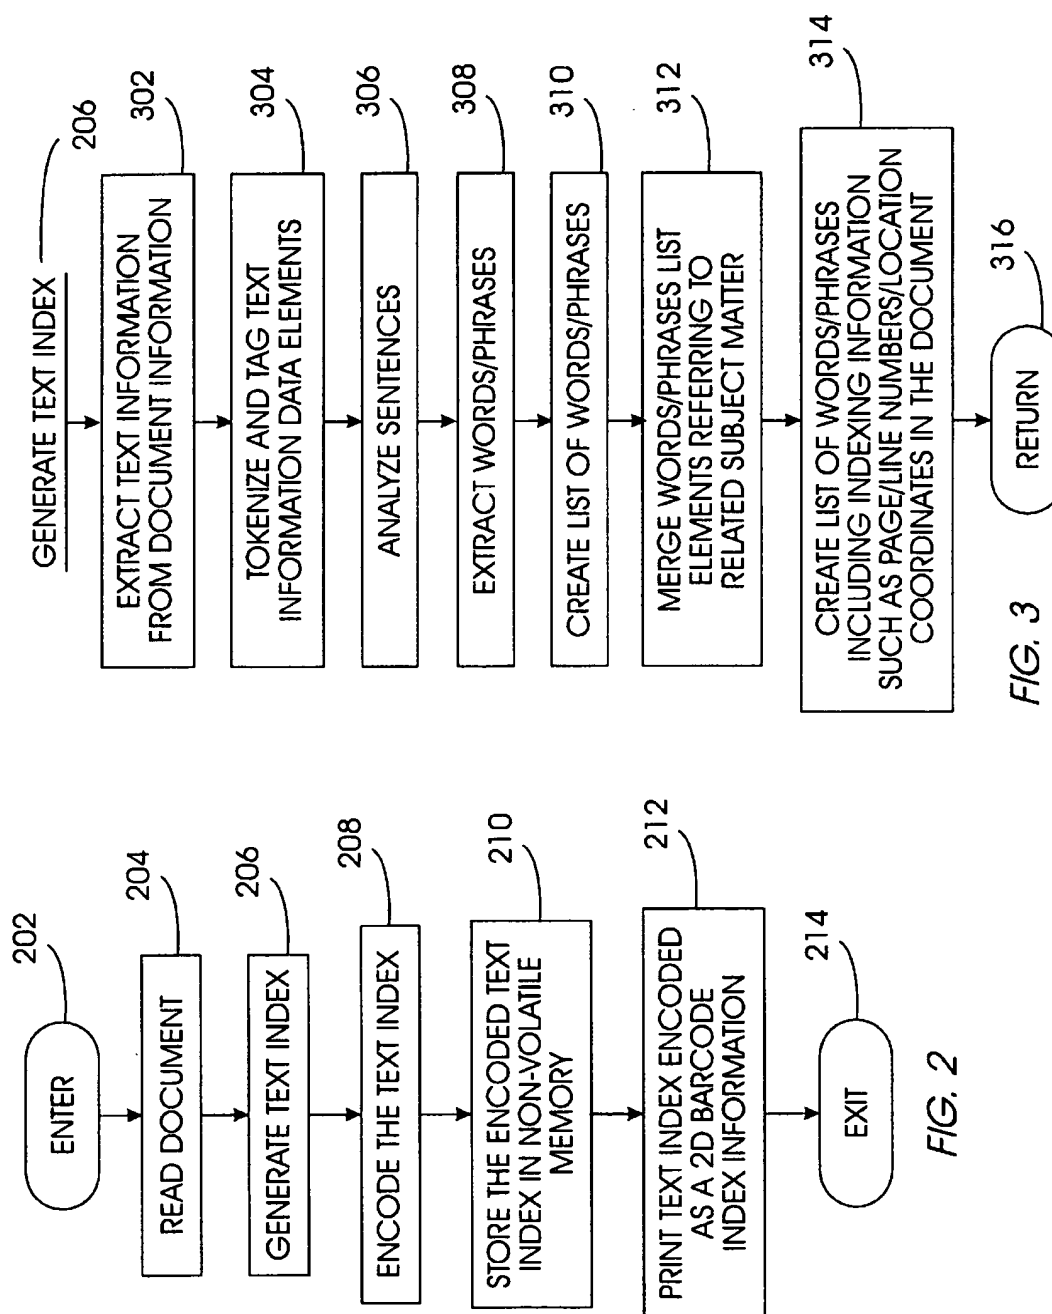 202
ENTER
204
READ DOCUMENT
206
GENERATE TEXT INDEX
208
ENCODE THE TEXT INDEX
210
STORE THE ENCODED TEXT
INDEX IN NON-VOLATILE
MEMORY
212
PRINT TEXT INDEX ENCODED
AS A 2D BARCODE
INDEX INFORMATION
214
EXIT
FIG. 2
GENERATE TEXT INDEX
206
302
EXTRACT TEXT INFORMATION
FROM DOCUMENT INFORMATION
304
TOKENIZE AND TAG TEXT
INFORMATION DATA ELEMENTS
306
ANALYZE SENTENCES
308
EXTRACT WORDS/PHRASES
310
CREATE LIST OF WORDS/PHRASES
312
MERGE WORDS/PHRASES LIST
ELEMENTS REFERRING TO
RELATED SUBJECT MATTER
314
CREATE LIST OF WORDS/PHRASES
INCLUDING INDEXING INFORMATION
SUCH AS PAGE/LINE NUMBERS/LOCATION
COORDINATES IN THE DOCUMENT
316
RETURN
FIG. 3